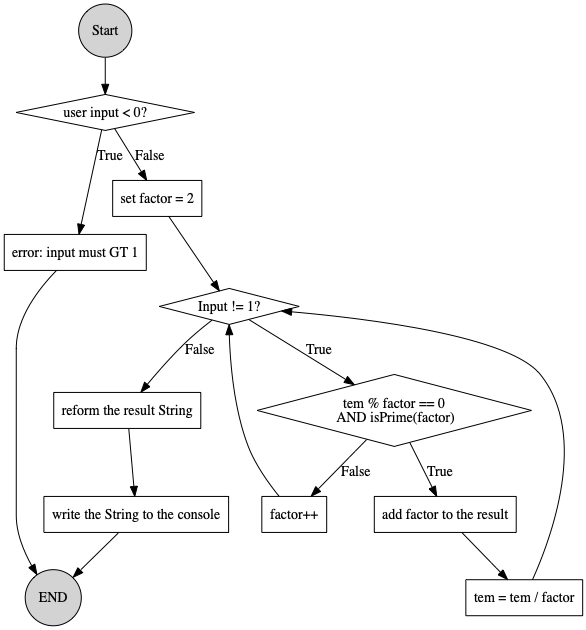 Start
user input < 0?
True
False
set factor = 2
error: input must GT 1
Input != 1?
False
True
reform the result String
tem % factor == 0
AND isPrime(factor)
False
True
write the String to the console
factor++
add factor to the result
END
tem = tem / factor